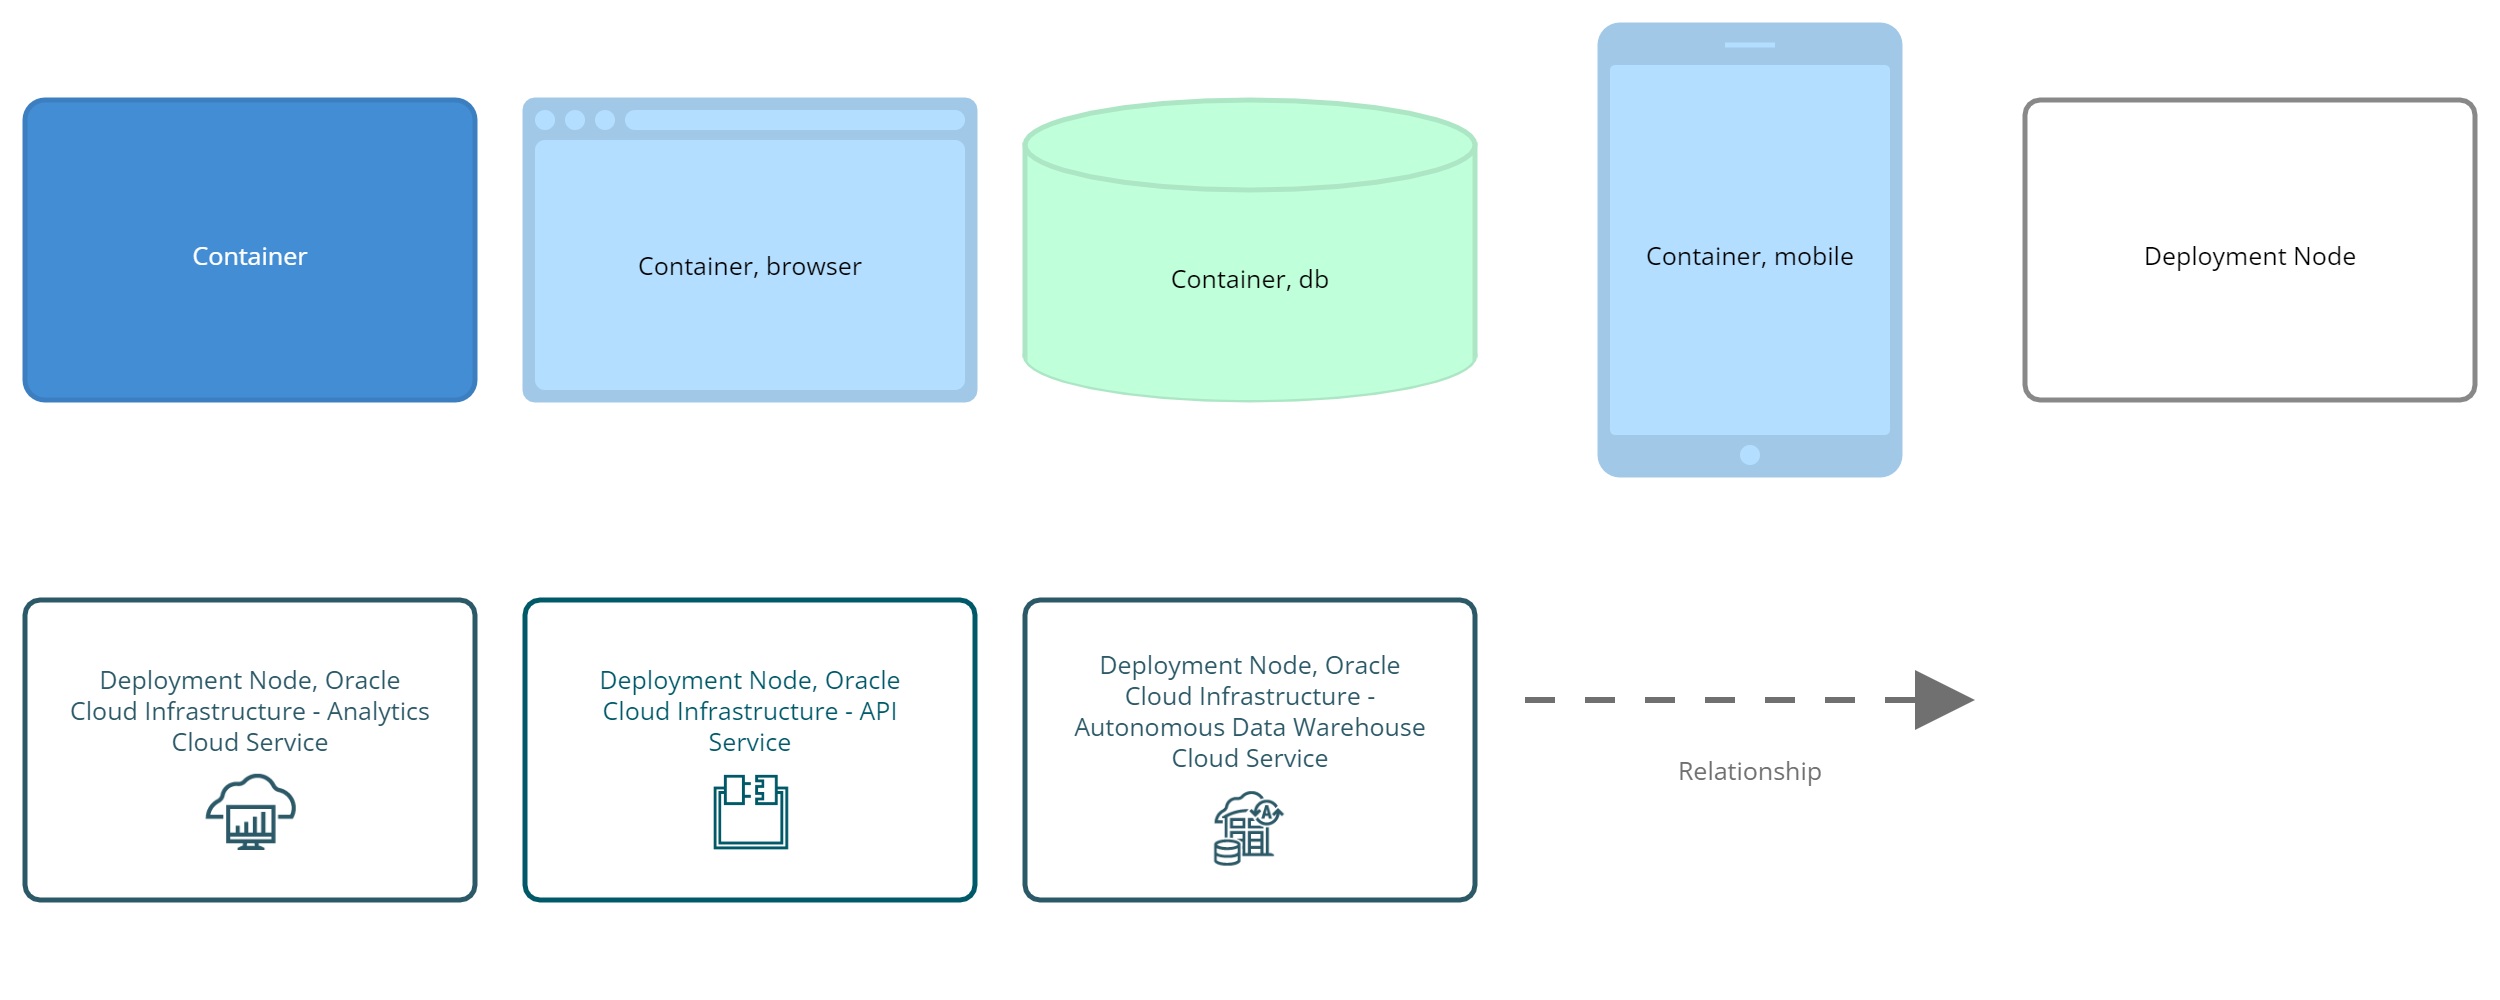 Container
Container, browser
Container, db
Container, mobile
Deployment Node
Deployment Node, Oracle
Cloud Infrastructure - Analytics
Cloud Service
Deployment Node, Oracle
Cloud Infrastructure - API
Service
Deployment Node, Oracle
Cloud Infrastructure -
Autonomous Data Warehouse
Cloud Service
A
Relationship